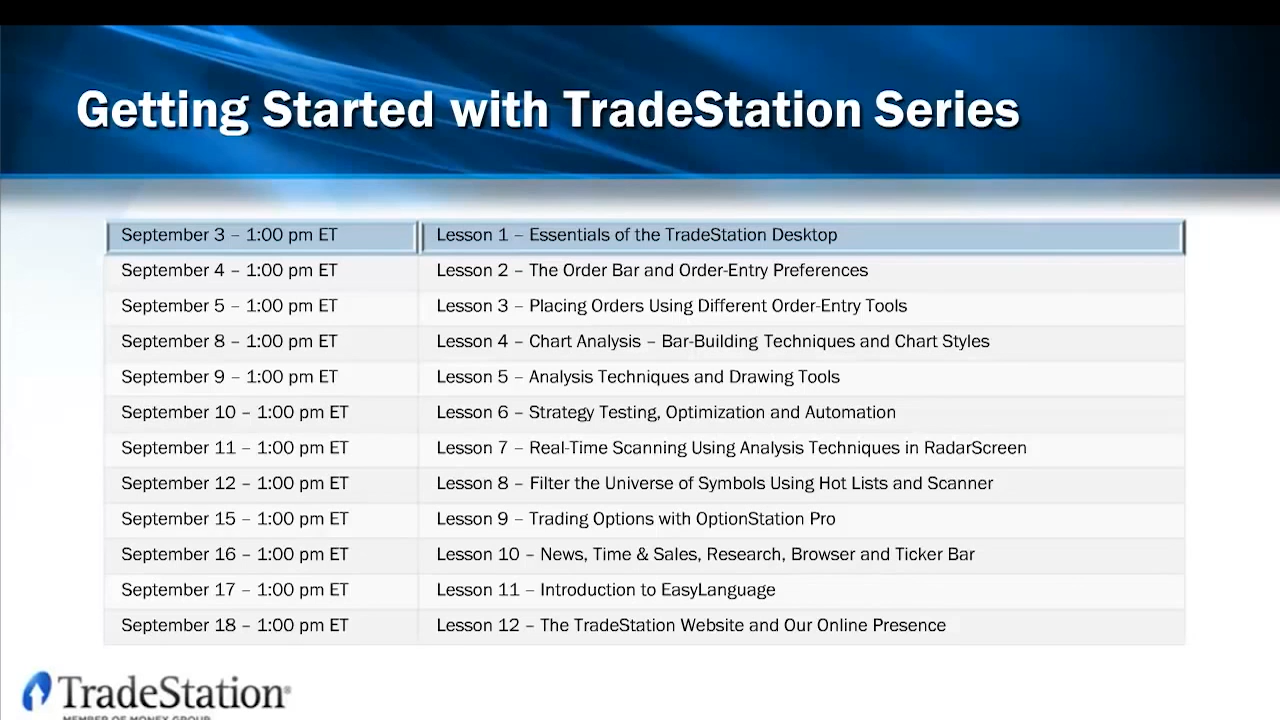 Getting Started with TradeStation Series
September 3 – 1:00 pm ET Lesson 1 – Essentials of the TradeStation Desktop
September 4 – 1:00 pm ET Lesson 2 – The Order Bar and Order-Entry Preferences
September 5 – 1:00 pm ET Lesson 3 – Placing Orders Using Different Order-Entry Tools
September 8 – 1:00 pm ET Lesson 4 – Chart Analysis – Bar-Building Techniques and Chart Styles
September 9 – 1:00 pm ET Lesson 5 – Analysis Techniques and Drawing Tools
September 10 – 1:00 pm ET Lesson 6 – Strategy Testing, Optimization and Automation
September 11 – 1:00 pm ET Lesson 7 – Real-Time Scanning Using Analysis Techniques in RadarScreen
September 12 – 1:00 pm ET Lesson 8 – Filter the Universe of Symbols Using Hot Lists and Scanner
September 15 – 1:00 pm ET Lesson 9 – Trading Options with OptionStation Pro
September 16 – 1:00 pm ET Lesson 10 – News, Time & Sales, Research, Browser and Ticker Bar
September 17 – 1:00 pm ET Lesson 11 – Introduction to EasyLanguage
September 18 – 1:00 pm ET Lesson 12 – The TradeStation Website and Our Online Presence
TradeStation®
MEMBER OF MONEX GROUP